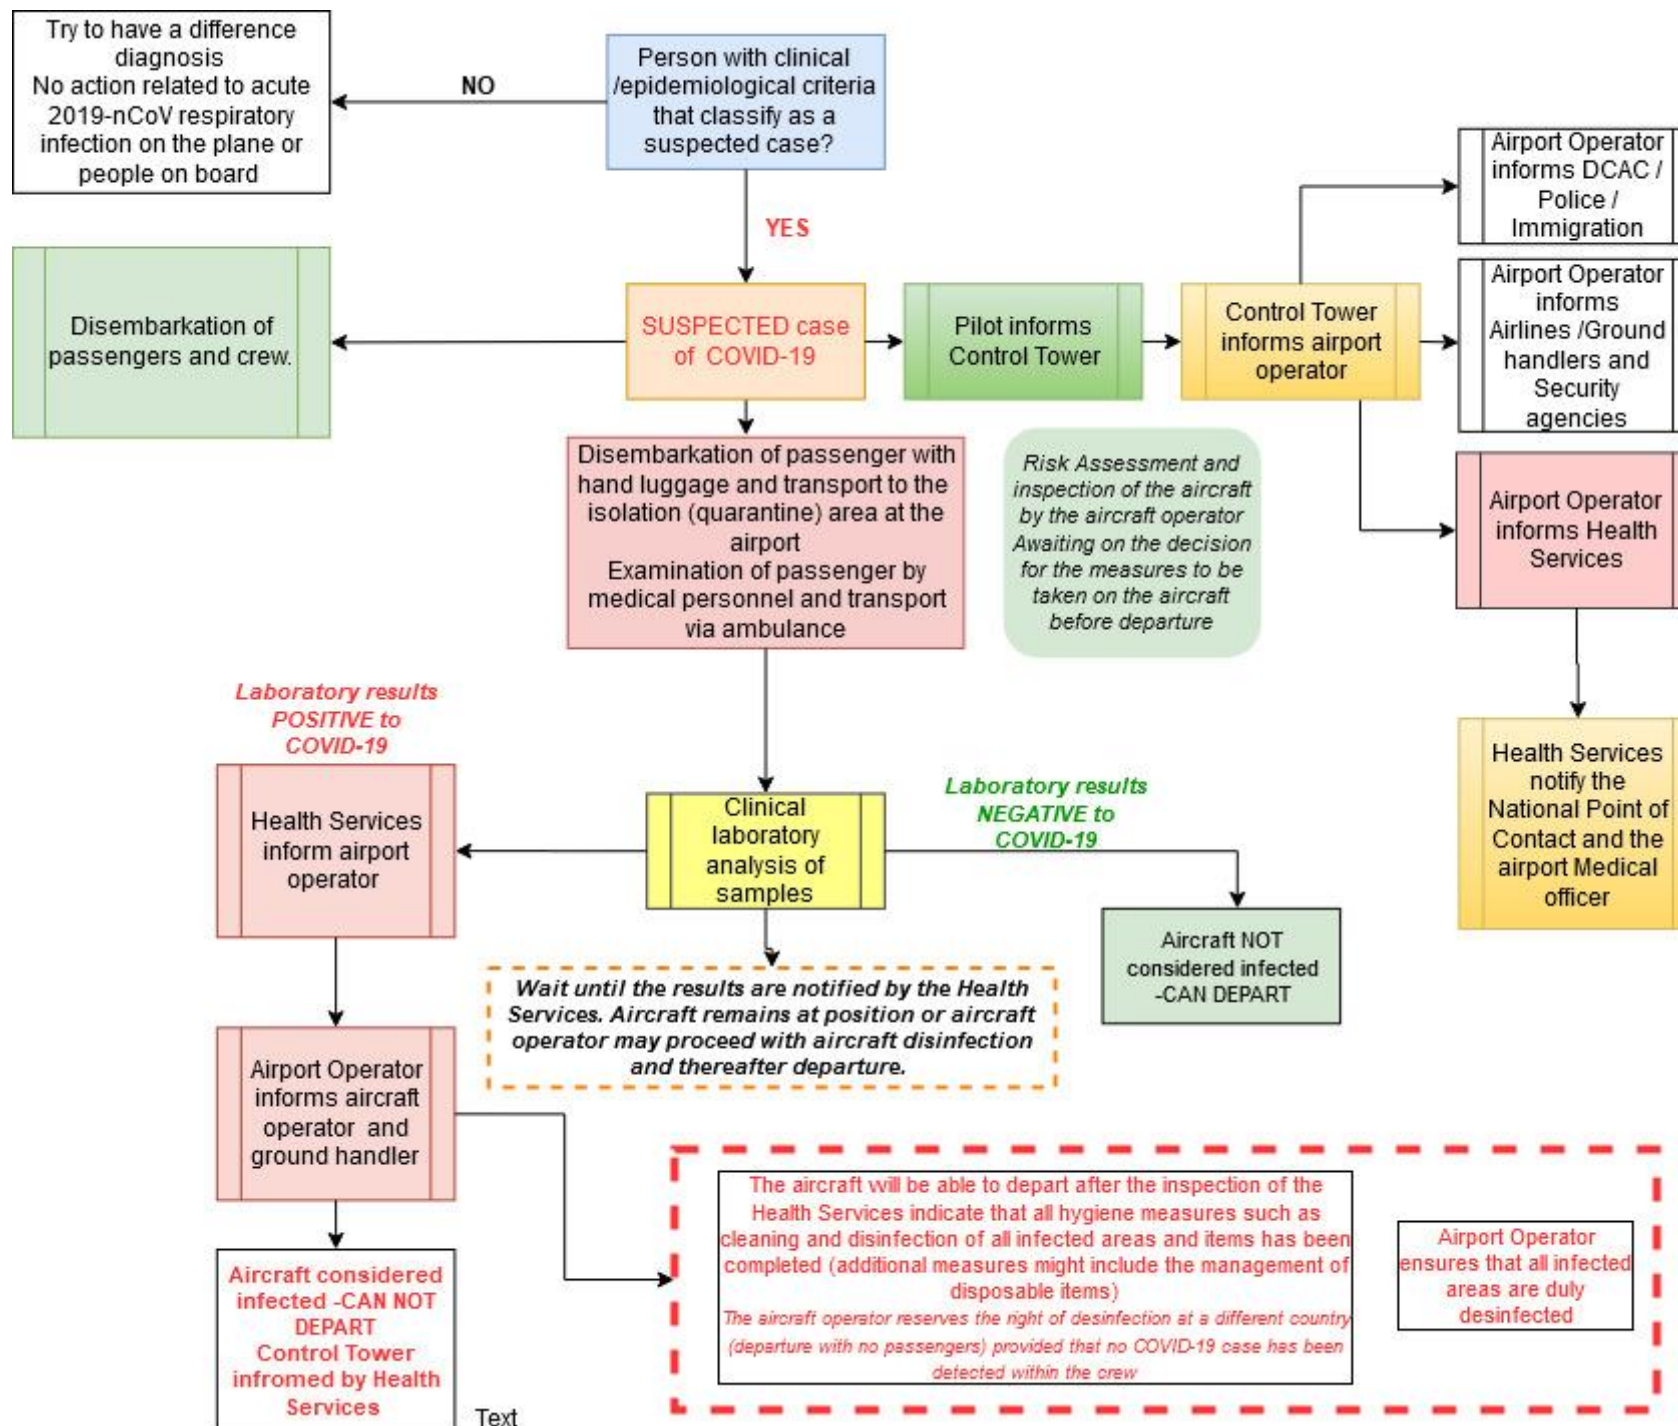 Try to have a difference
diagnosis
No action related to acute
2019-nCoV respiratory
infection on the plane or
people on board
NO
Person with clinical
/epidemiological criteria
that classify as a
suspected case?
YES
Airport Operator
informs DCAC /
Police /
Immigration
Disembarkation of
passengers and crew.
SUSPECTED case
of COVID-19
Pilot informs
Control Tower
Control Tower
informs airport
operator
Airport Operator
informs
Airlines /Ground
handlers and
Security
agencies
Disembarkation of passenger with
hand luggage and transport to the
isolation (quarantine) area at the
airport
Examination of passenger by
medical personnel and transport
via ambulance
Risk Assessment and
inspection of the aircraft
by the aircraft operator
Awaiting on the decision
for the measures to be
taken on the aircraft
before departure
Airport Operator
informs Health
Services
Laboratory results
POSITIVE to
COVID-19
Health Services
inform airport
operator
Clinical
laboratory
analysis of
samples
Laboratory results
NEGATIVE to
COVID-19
Health Services
notify the
National Point of
Contact and the
airport Medical
officer
Aircraft NOT
considered infected
-CAN DEPART
Wait until the results are notified by the Health
Services. Aircraft remains at position or aircraft
operator may proceed with aircraft disinfection
and thereafter departure.
Airport Operator
informs aircraft
operator and
ground handler
The aircraft will be able to depart after the inspection of the
Health Services indicate that all hygiene measures such as
cleaning and disinfection of all infected areas and items has been
completed (additional measures might include the management of
disposable items)
The aircraft operator reserves the right of desinfection at a different country
(departure with no passengers) provided that no COVID-19 case has been
detected within the crew
Airport Operator
ensures that all infected
areas are duly
desinfected
Aircraft considered
infected -CAN NOT
DEPART
Control Tower
infromed by Health
Services
Text